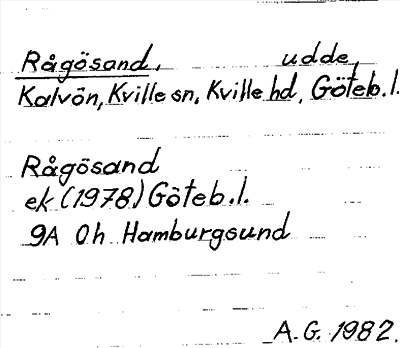 Rågösand, udde,
Kalvön, Kville sn, Kville hd, Göteb. l.
Rågösand
ek (1978) Göteb. l.
9A 0h Hamburgsund
A. G. 1982.